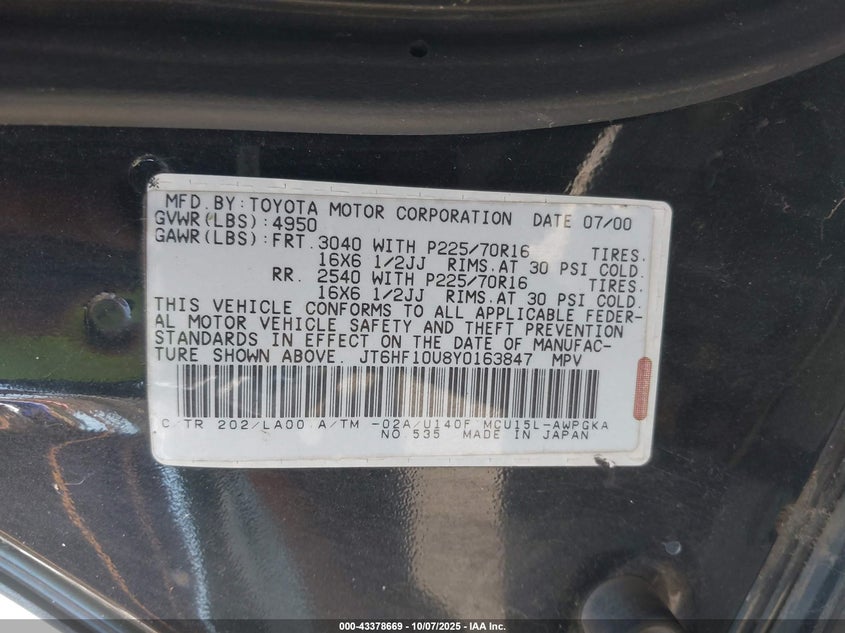 MFD. BY: TOYOTA MOTOR CORPORATION DATE 07/00
GVWR(LBS): 4950
GAWR(LBS): FRT. 3040 WITH P225/70R16 TIRES.
16X6 1/2JJ RIMS. AT 30 PSI COLD.
RR. 2540 WITH P225/70R16 TIRES.
16X6 1/2JJ RIMS. AT 30 PSI COLD.
THIS VEHICLE CONFORMS TO ALL APPLICABLE FEDER-
AL MOTOR VEHICLE SAFETY AND THEFT PREVENTION
STANDARDS IN EFFECT ON THE DATE OF MANUFAC-
TURE SHOWN ABOVE. JT6HF10U8Y0163847 MPV
C/TR 202/LA00 A/TM -02A/U140F MCU15L-AWPGKA
NO 535 MADE IN JAPAN
000-43378669 - 10/07/2025 - IAA Inc.